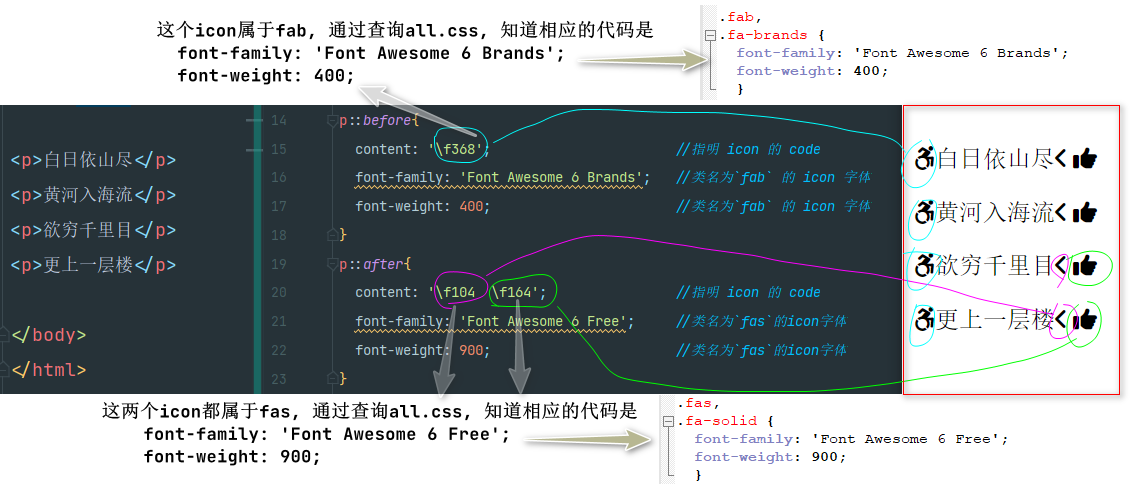 这个icon属于fab, 通过查询all.css, 知道相应的代码是
font-family: 'Font Awesome 6 Brands';
font-weight: 400;
.fab,
.fa-brands {
font-family: 'Font Awesome 6 Brands';
font-weight: 400;
}
<p>白日依山尽</p>
<p>黄河入海流</p>
<p>欲穷千里目</p>
<p>更上一层楼</p>
</body>
</html>
14 p::before{
15 content: '\f368'; //指明 icon 的 code
16 font-family: 'Font Awesome 6 Brands'; //类名为`fab` 的 icon 字体
17 font-weight: 400; //类名为`fab` 的 icon 字体
18 }
19 p::after{
20 content: '\f104 \f164'; //指明 icon 的 code
21 font-family: 'Font Awesome 6 Free'; //类名为`fas`的icon字体
22 font-weight: 900; //类名为`fas`的icon字体
23 }
白日依山尽
黄河入海流
欲穷千里目
更上一层楼
这两个icon都属于fas, 通过查询all.css, 知道相应的代码是
font-family: 'Font Awesome 6 Free';
font-weight: 900;
.fas,
.fa-solid {
font-family: 'Font Awesome 6 Free';
font-weight: 900;
}